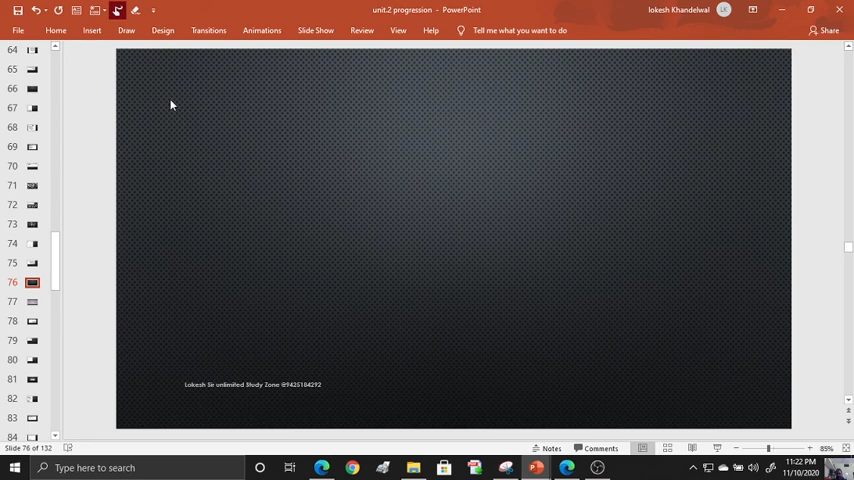 unit.2 progression - PowerPoint
lokesh Khandelwal
LK
File Home Insert Draw Design Transitions Animations Slide Show Review View Help Tell me what you want to do Share
64
65
66
67
68
69
70
71
72
73
74
75
76
77
78
79
80
81
82
83
84
Lokesh Sir unlimited Study Zone @9425184292
Slide 76 of 132
Notes Comments 85%
Type here to search
11:22 PM
11/10/2020